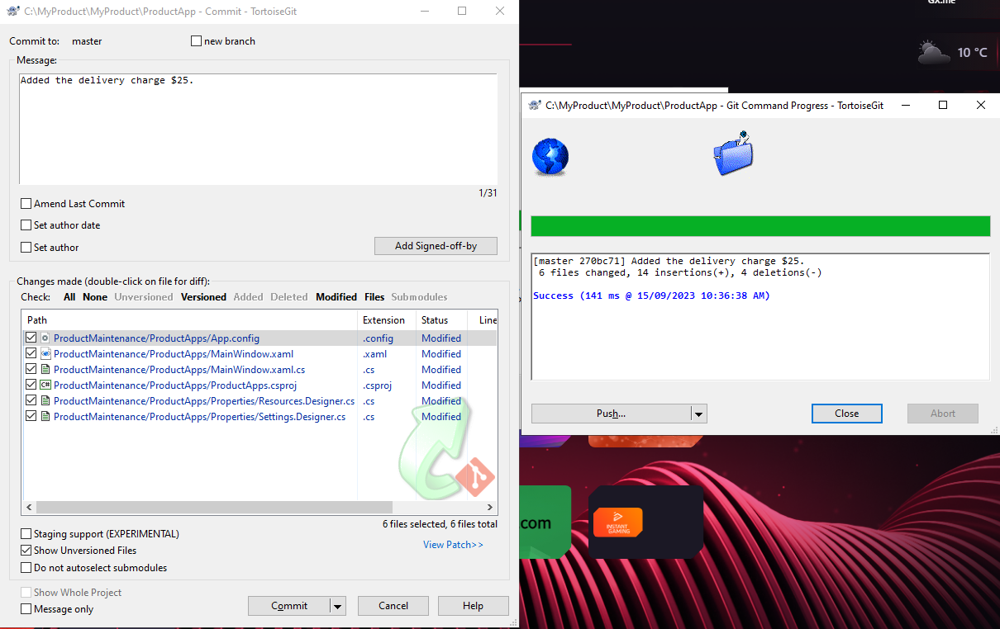 C:\MyProduct\MyProduct\ProductApp - Commit - TortoiseGit
Commit to: master new branch
Message:
Added the delivery charge $25.
1/31
Amend Last Commit
Set author date
Set author
Add Signed-off-by
Changes made (double-click on file for diff):
Check: All None Unversioned Versioned Added Deleted Modified Files Submodules
Path Extension Status Line
ProductMaintenance/ProductApps/App.config .config Modified
ProductMaintenance/ProductApps/MainWindow.xaml .xaml Modified
ProductMaintenance/ProductApps/MainWindow.xaml.cs .cs Modified
C# ProductMaintenance/ProductApps/ProductApps.csproj .csproj Modified
ProductMaintenance/ProductApps/Properties/Resources.Designer.cs .cs Modified
ProductMaintenance/ProductApps/Properties/Settings.Designer.cs .cs Modified
6 files selected, 6 files total
View Patch>>
Staging support (EXPERIMENTAL)
Show Unversioned Files
Do not autoselect submodules
Show Whole Project
Message only
Commit Cancel Help
GX.me
10 °C
C:\MyProduct\MyProduct\ProductApp - Git Command Progress - TortoiseGit
[master 270bc71] Added the delivery charge $25.
6 files changed, 14 insertions(+), 4 deletions(-)
Success (141 ms @ 15/09/2023 10:36:38 AM)
Push... Close Abort
.com
INSTANT
GAMING